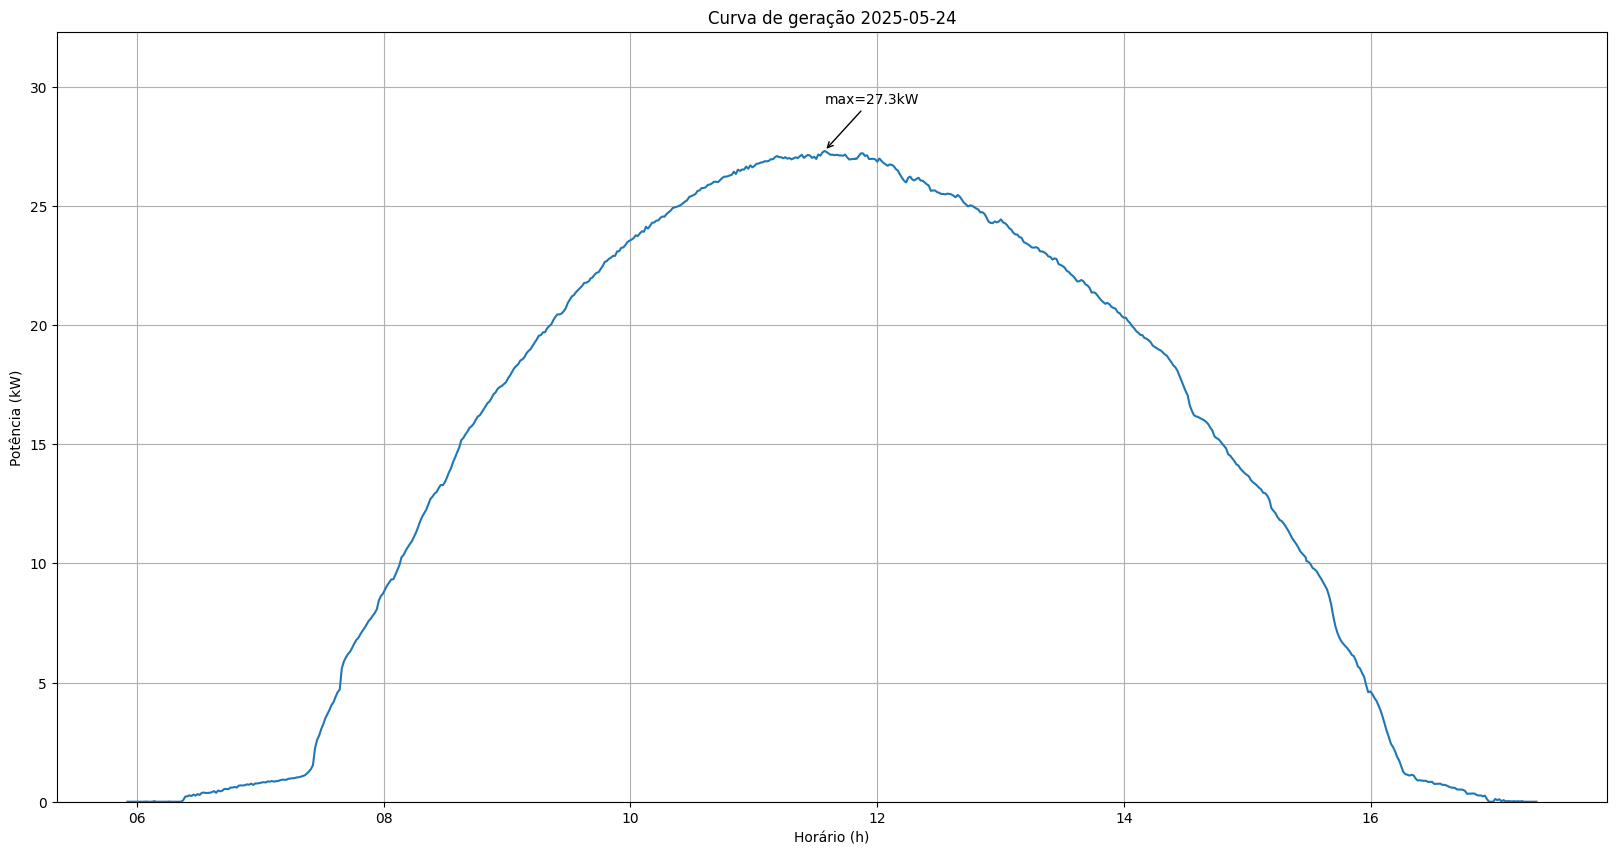 Curva de geração 2025-05-24
max=27.3kW
30
25
20
15
10
5
0
Potência (kW)
06 08 10 12 14 16
Horário (h)